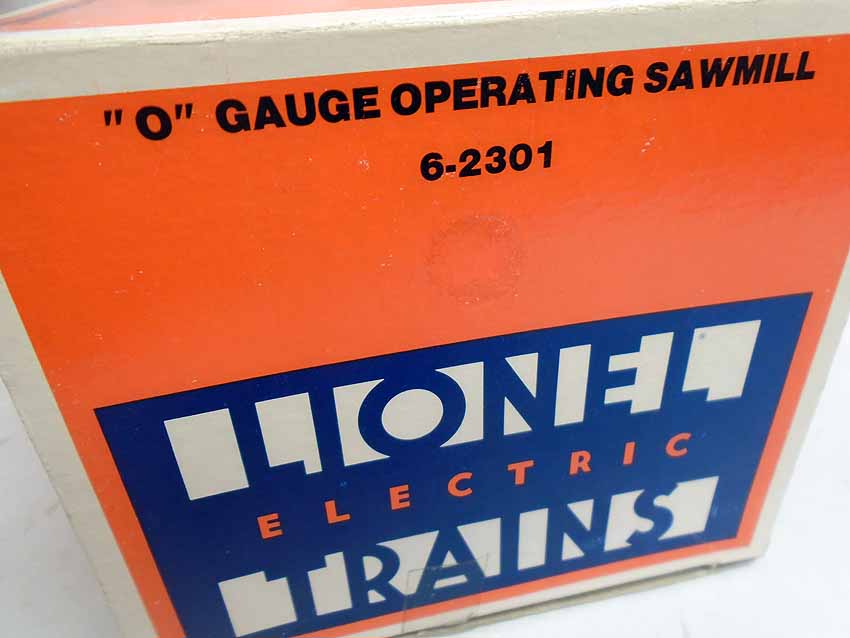 "O" GAUGE OPERATING SAWMILL
6-2301
LIONEL
ELECTRIC
TRAINS